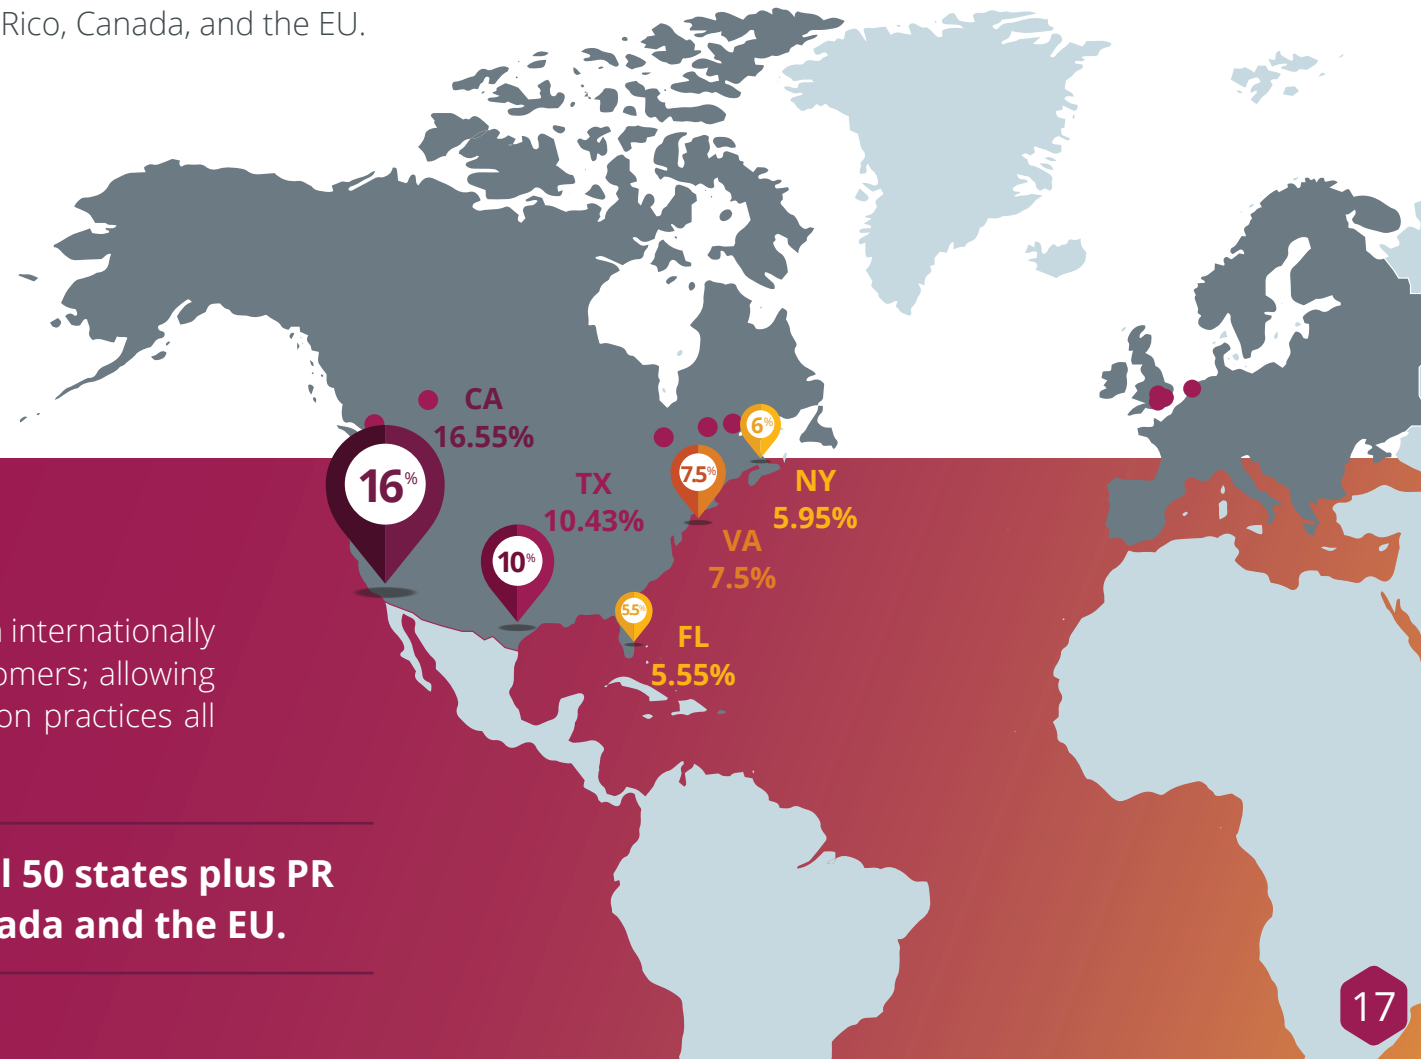 Rico, Canada, and the EU.
CA
16.55%
16%
TX
10.43%
10%
7.5%
VA
7.5%
6%
NY
5.95%
5.5%
FL
5.55%
internationally
omers; allowing
on practices all
l 50 states plus PR
ada and the EU.
17